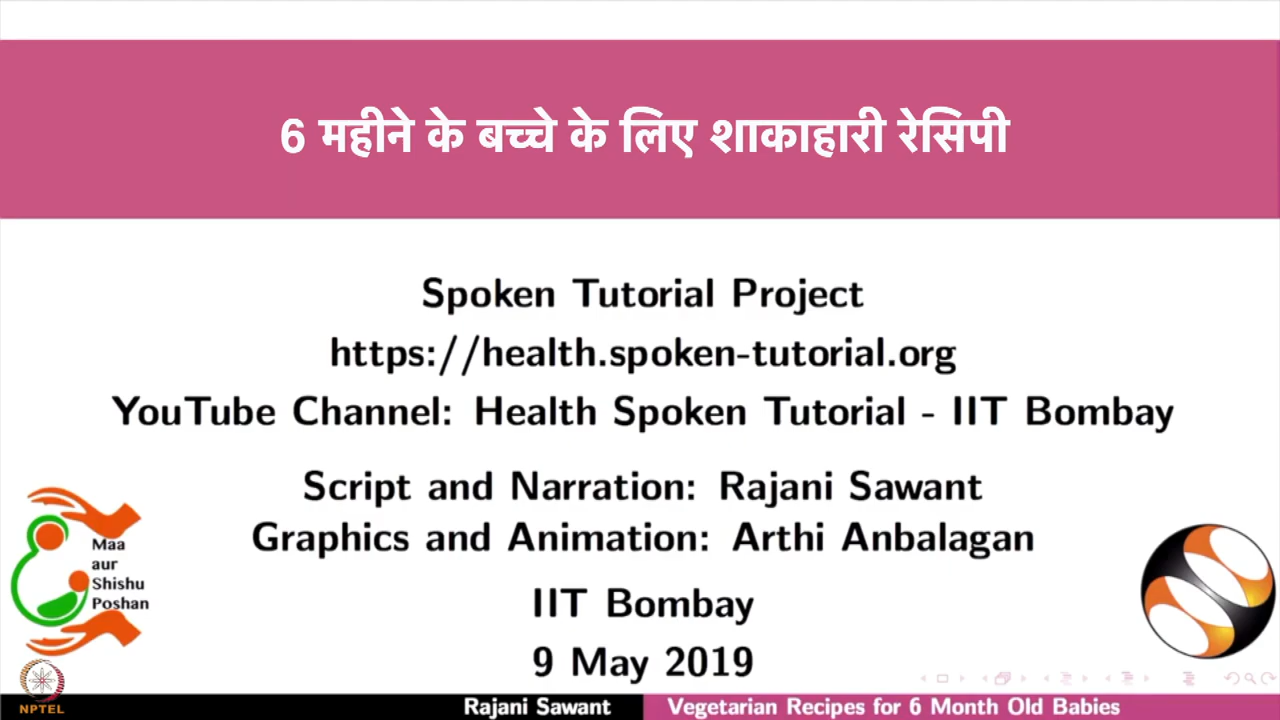 6 महीने के बच्चे के लिए शाकाहारी रेसिपी
Spoken Tutorial Project
https://health.spoken-tutorial.org
YouTube Channel: Health Spoken Tutorial - IIT Bombay
Script and Narration: Rajani Sawant
Graphics and Animation: Arthi Anbalagan
IIT Bombay
9 May 2019
Maa
aur
Shishu
Poshan
NPTEL
Rajani Sawant
Vegetarian Recipes for 6 Month Old Babies